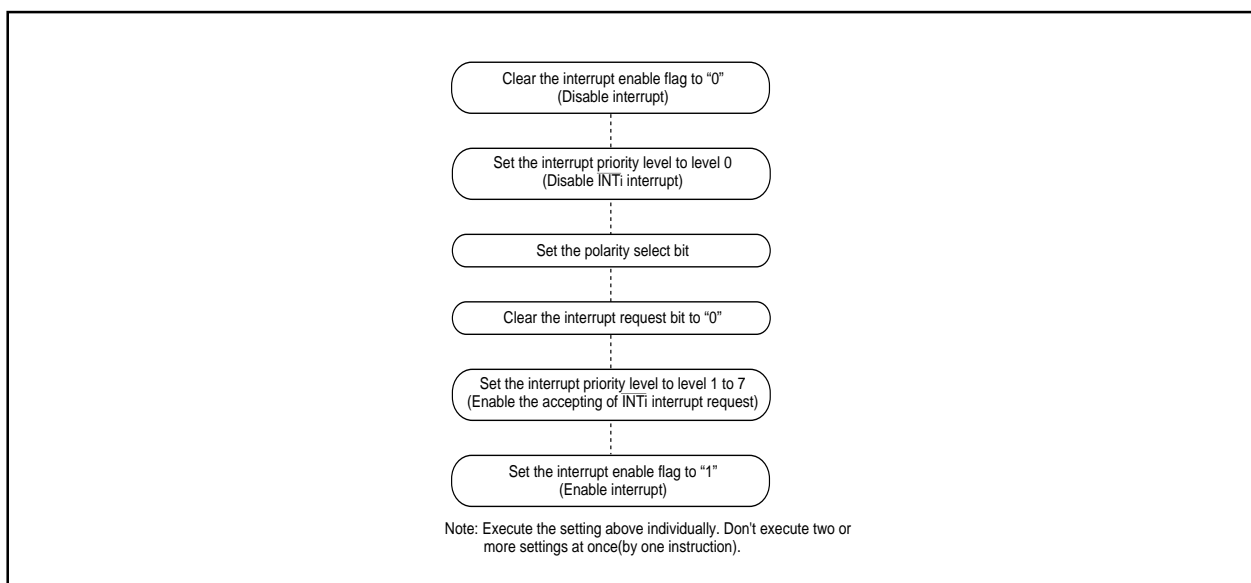 Clear the interrupt enable flag to “0”
(Disable interrupt)
Set the interrupt priority level to level 0
(Disable INTi interrupt)
Set the polarity select bit
Clear the interrupt request bit to “0”
Set the interrupt priority level to level 1 to 7
(Enable the accepting of INTi interrupt request)
Set the interrupt enable flag to “1”
(Enable interrupt)
Note: Execute the setting above individually. Don’t execute two or
more settings at once(by one instruction).